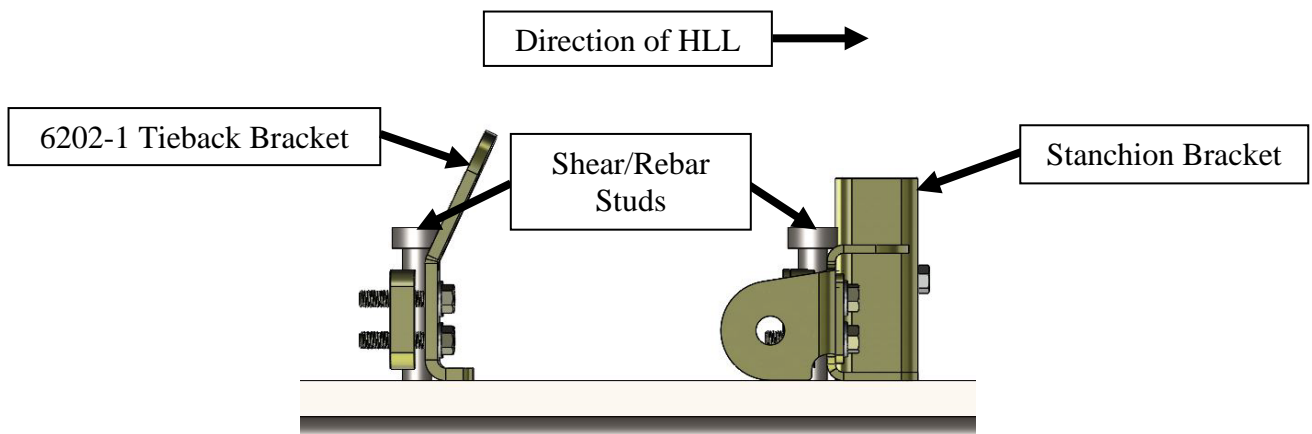 Direction of HLL
6202-1 Tieback Bracket
Shear/Rebar
Studs
Stanchion Bracket